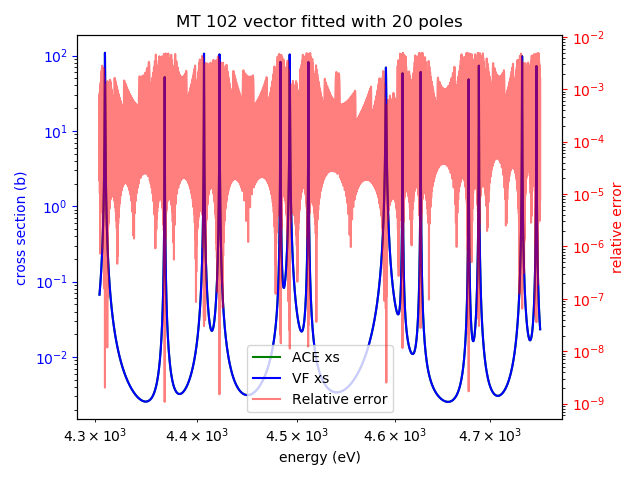 MT 102 vector fitted with 20 poles
cross section (b)
10²
10¹
10⁰
10⁻¹
10⁻²
relative error
10⁻²
10⁻³
10⁻⁴
10⁻⁵
10⁻⁶
10⁻⁷
10⁻⁸
10⁻⁹
ACE xs
VF xs
Relative error
4.3 × 10³ 4.4 × 10³ 4.5 × 10³ 4.6 × 10³ 4.7 × 10³
energy (eV)